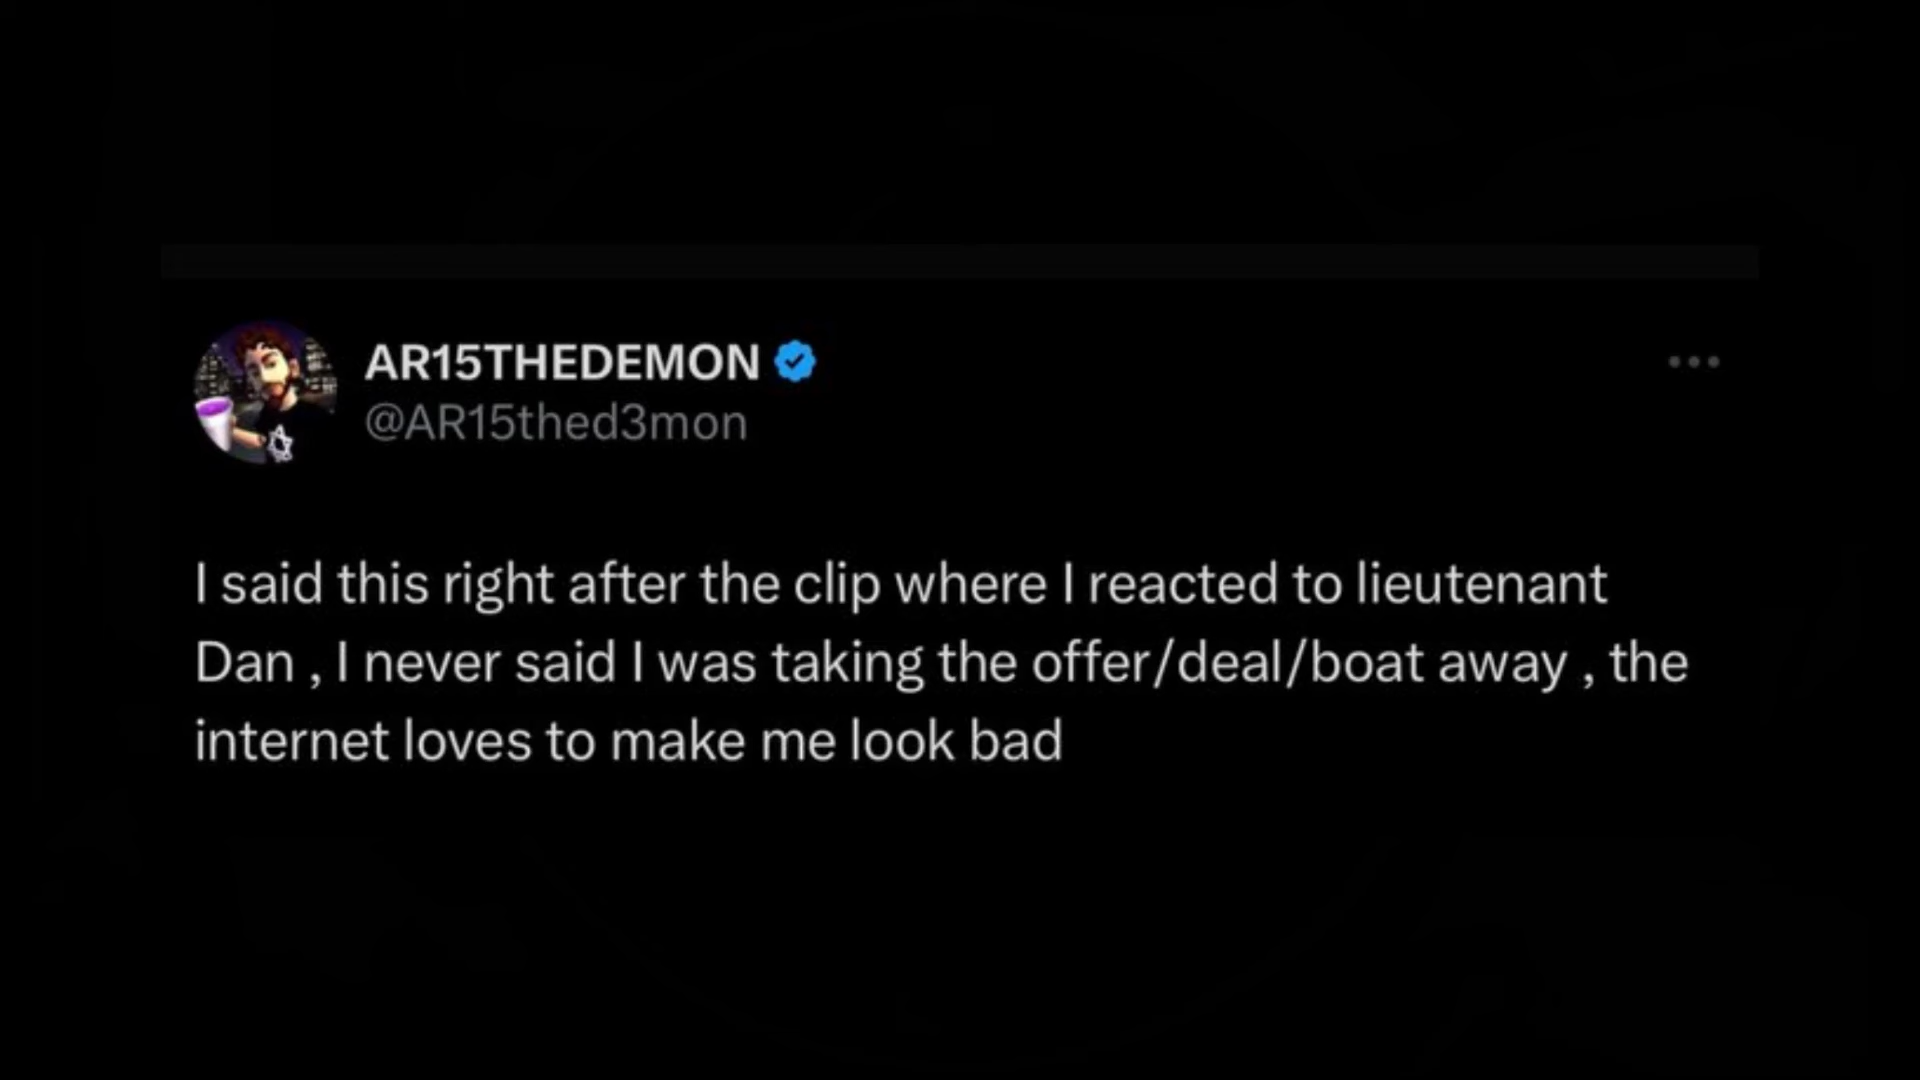 AR15THEDEMON
@AR15thed3mon
I said this right after the clip where I reacted to lieutenant
Dan , I never said I was taking the offer/deal/boat away , the
internet loves to make me look bad